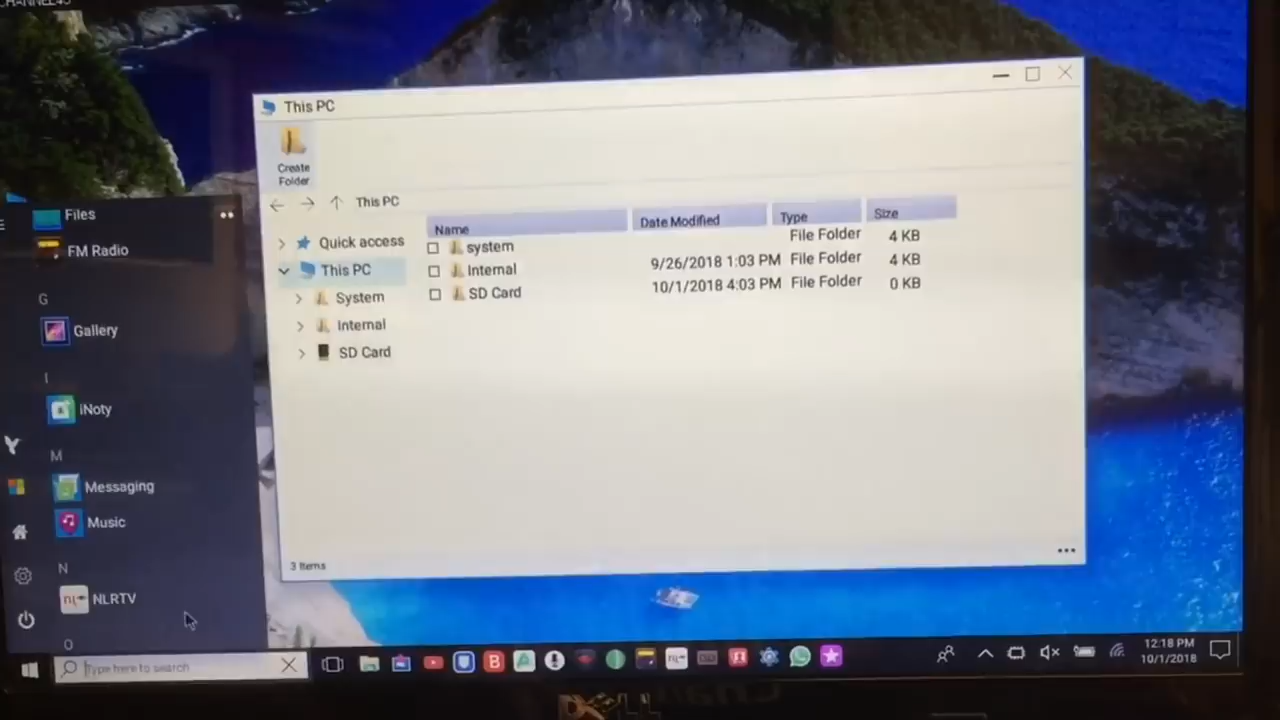 This PC
Create
Folder
This PC
Name
Date Modified
Type
Size
Quick access
This PC
System
Internal
SD Card
system
File Folder
4 KB
Internal
9/26/2018 1:03 PM
File Folder
4 KB
SD Card
10/1/2018 4:03 PM
File Folder
0 KB
3 Items
Files
FM Radio
G
Gallery
I
iNoty
M
Messaging
Music
N
NLRTV
O
Type here to search
B
12:18 PM
10/1/2018
DELL